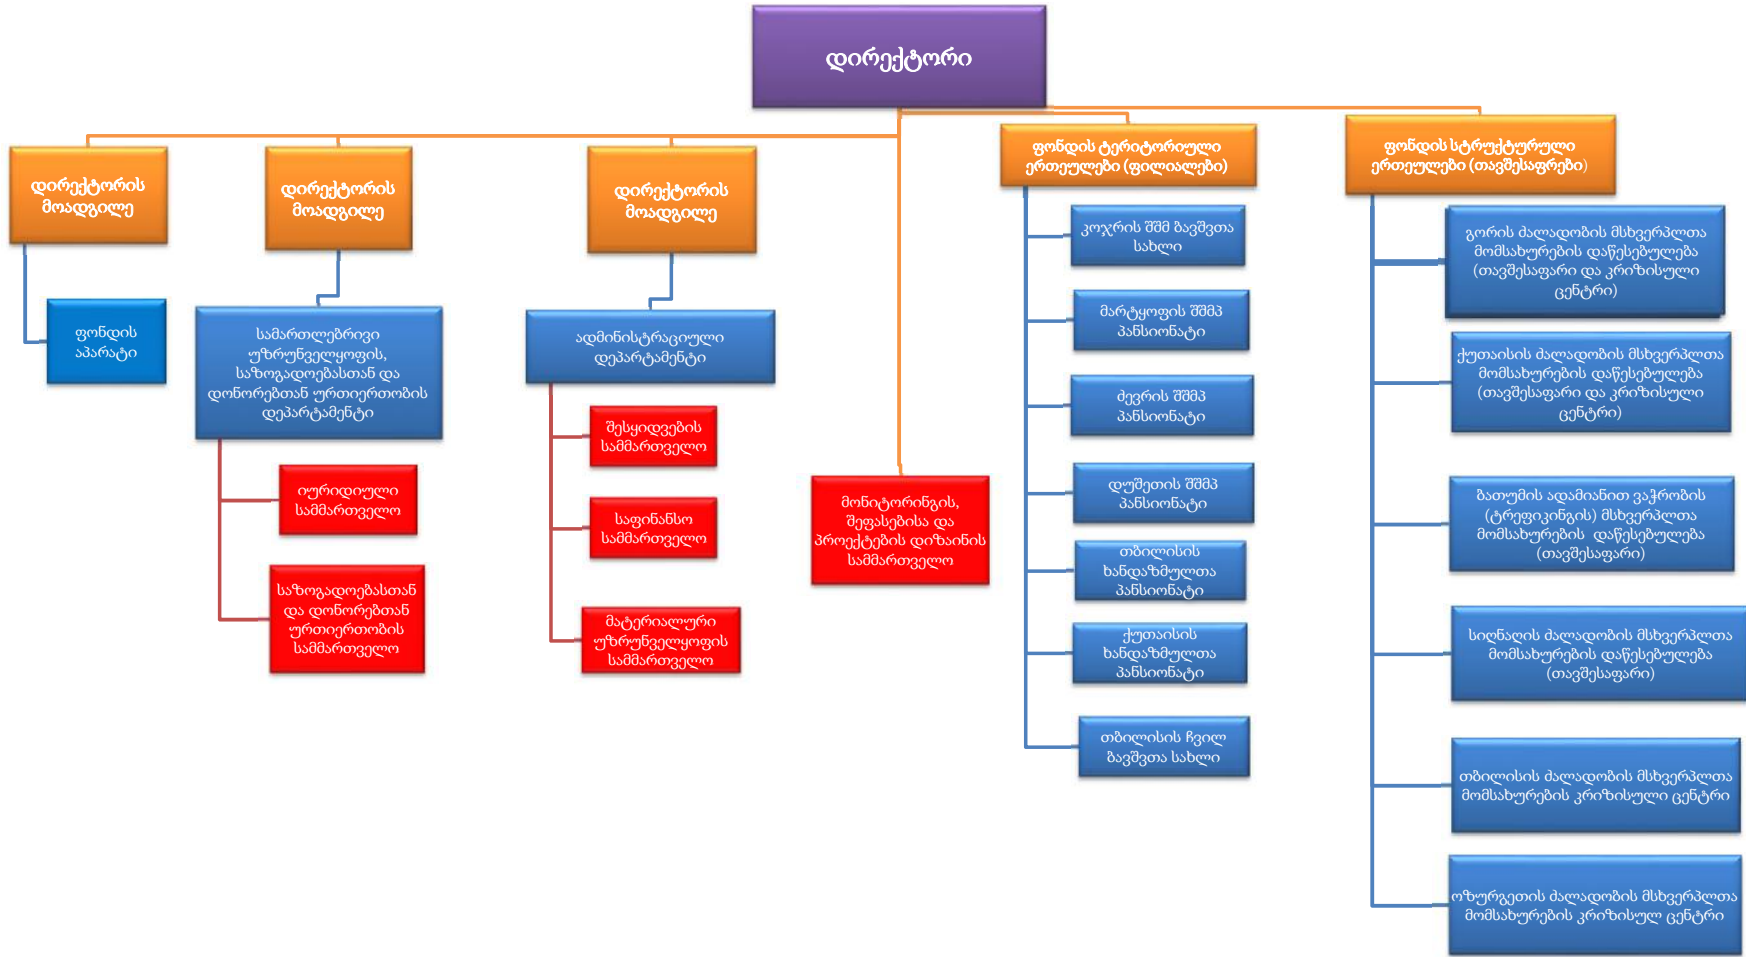 დირექტორი
დირექტორის
მოადგილე
ფონდის
აპარატი
დირექტორის
მოადგილე
სამართლებრივი
უზრუნველყოფის,
საზოგადოებასთან და
დონორებთან ურთიერთობის
დეპარტამენტი
იურიდიული
სამმართველო
საზოგადოებასთან
და დონორებთან
ურთიერთობის
სამმართველო
დირექტორის
მოადგილე
ადმინისტრაციული
დეპარტამენტი
შესყიდვების
სამმართველო
საფინანსო
სამმართველო
მატერიალური
უზრუნველყოფის
სამმართველო
მონიტორინგის,
შეფასებისა და
პროექტების დიზაინის
სამმართველო
ფონდის ტერიტორიული
ერთეულები (ფილიალები)
კოჯრის შშმ ბავშვთა
სახლი
მარტყოფის შშმპ
პანსიონატი
ძევრის შშმპ
პანსიონატი
დუშეთის შშმპ
პანსიონატი
თბილისის
ხანდაზმულთა
პანსიონატი
ქუთაისის
ხანდაზმულთა
პანსიონატი
თბილისის ჩვილ
ბავშვთა სახლი
ფონდის სტრუქტურული
ერთეულები (თავშესაფრები)
გორის ძალადობის მსხვერპლთა
მომსახურების დაწესებულება
(თავშესაფარი და კრიზისული
ცენტრი)
ქუთაისის ძალადობის მსხვერპლთა
მომსახურების დაწესებულება
(თავშესაფარი და კრიზისული
ცენტრი)
ბათუმის ადამიანით ვაჭრობის
(ტრეფიკინგის) მსხვერპლთა
მომსახურების დაწესებულება
(თავშესაფარი)
სიღნაღის ძალადობის მსხვერპლთა
მომსახურების დაწესებულება
(თავშესაფარი)
თბილისის ძალადობის მსხვერპლთა
მომსახურების კრიზისული ცენტრი
ოზურგეთის ძალადობის მსხვერპლთა
მომსახურების კრიზისულ ცენტრი